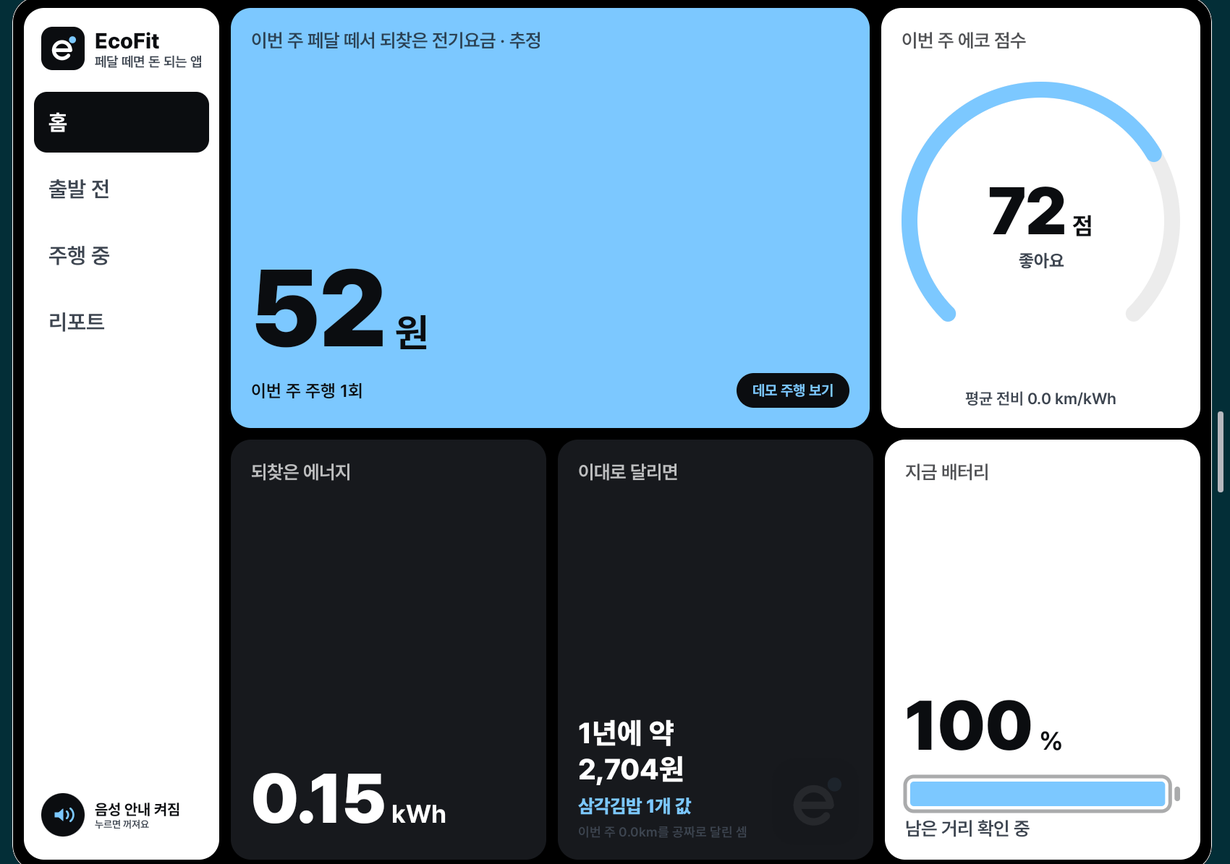 e
EcoFit
페달 떼면 돈 되는 앱
홈
출발 전
주행 중
리포트
음성 안내 켜짐
누르면 꺼져요
이번 주 페달 떼서 되찾은 전기요금 · 추정
52 원
이번 주 주행 1회
데모 주행 보기
이번 주 에코 점수
72 점
좋아요
평균 전비 0.0 km/kWh
되찾은 에너지
0.15 kWh
이대로 달리면
1년에 약
2,704원
삼각김밥 1개 값
이번 주 0.0km를 공짜로 달린 셈
e
지금 배터리
100 %
남은 거리 확인 중